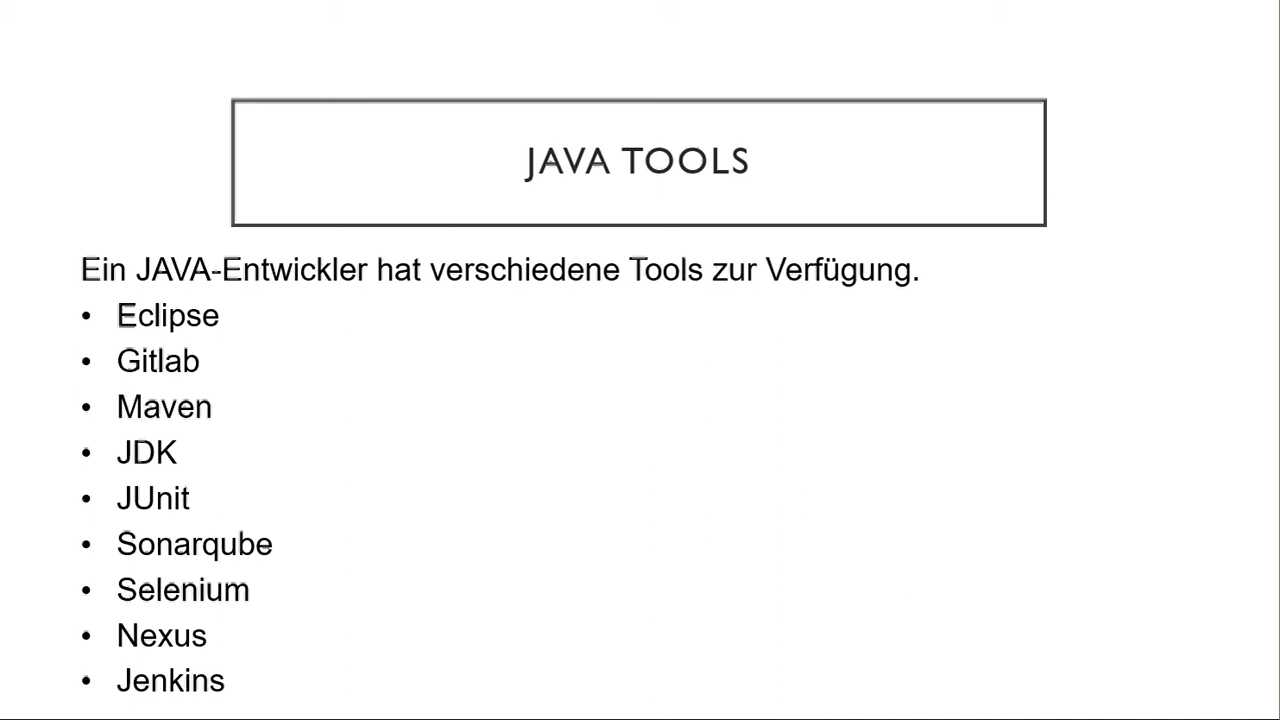 JAVA TOOLS
Ein JAVA-Entwickler hat verschiedene Tools zur Verfügung.
• Eclipse
• Gitlab
• Maven
• JDK
• JUnit
• Sonarqube
• Selenium
• Nexus
• Jenkins